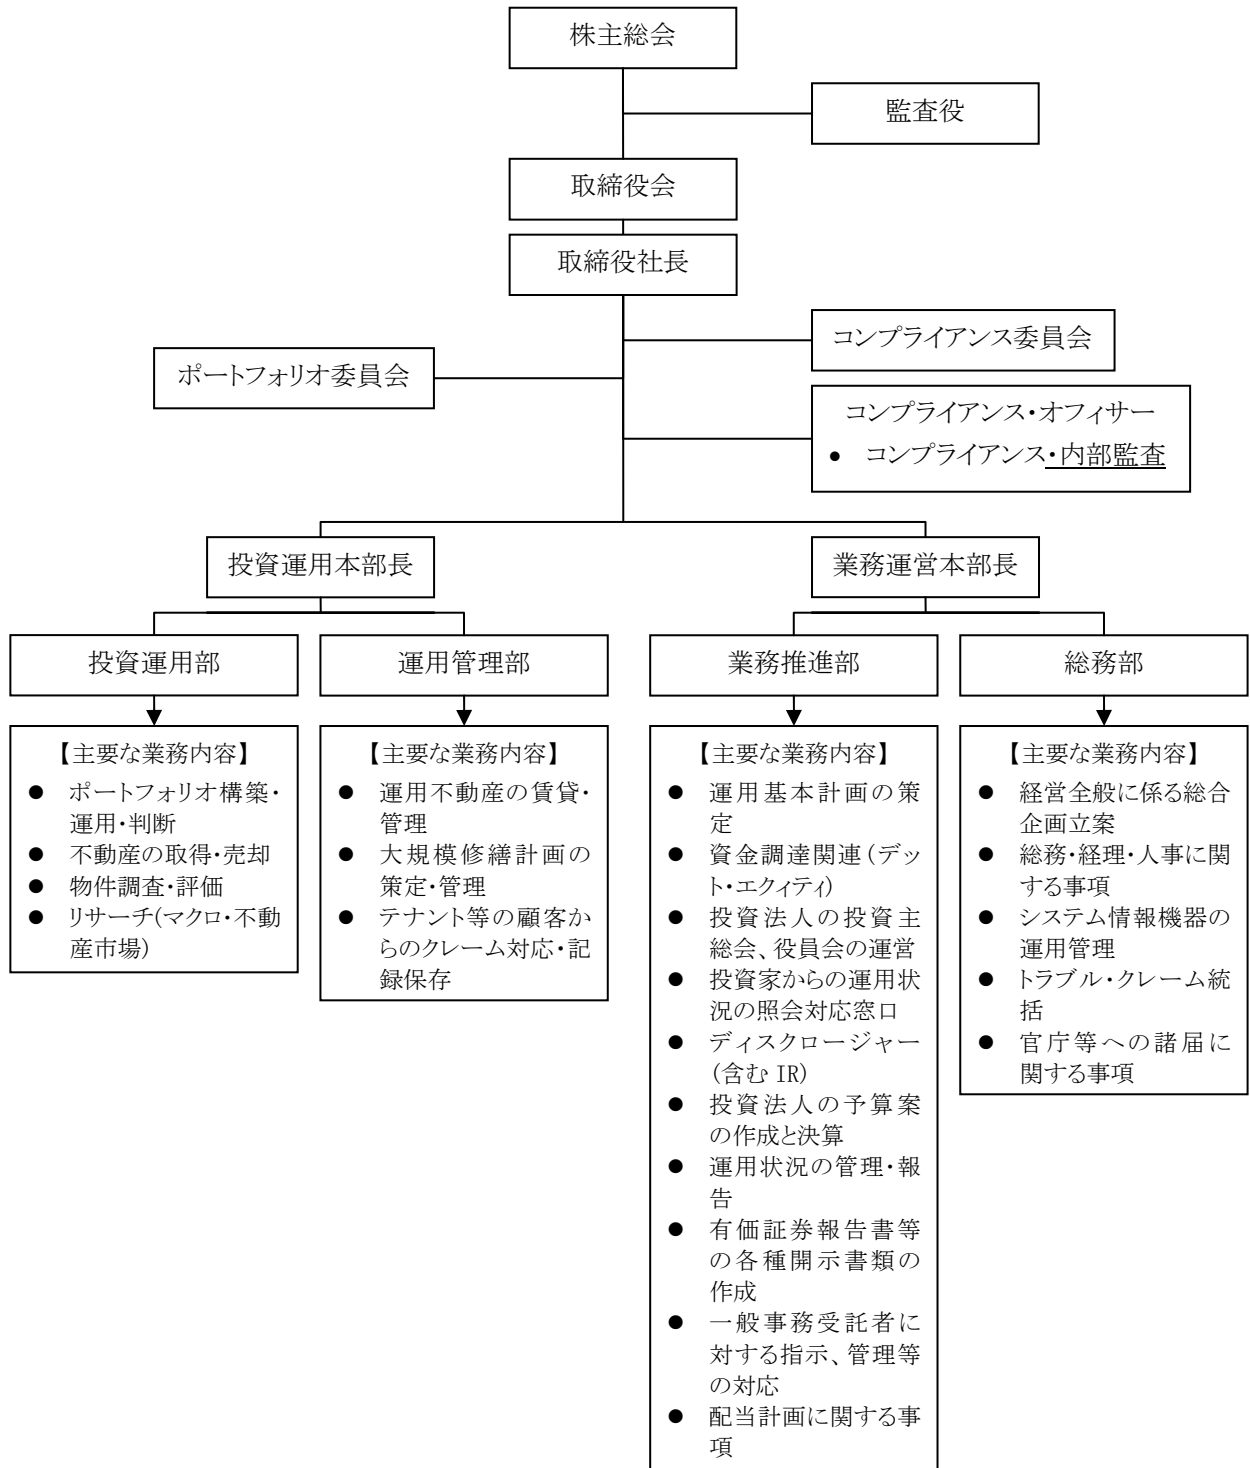 株主総会
監査役
取締役会
取締役社長
コンプライアンス委員会
ポートフォリオ委員会
コンプライアンス・オフィサー
● コンプライアンス・内部監査
投資運用本部長
業務運営本部長
投資運用部
運用管理部
業務推進部
総務部
【主要な業務内容】
● ポートフォリオ構築・
運用・判断
● 不動産の取得・売却
● 物件調査・評価
● リサーチ(マクロ・不動
産市場)
【主要な業務内容】
● 運用不動産の賃貸・
管理
● 大規模修繕計画の
策定・管理
● テナント等の顧客か
らのクレーム対応・記
録保存
【主要な業務内容】
● 運用基本計画の策
定
● 資金調達関連(デッ
ト・エクィティ)
● 投資法人の投資主
総会、役員会の運営
● 投資家からの運用状
況の照会対応窓口
● ディスクロージャー
(含む IR)
● 投資法人の予算案
の作成と決算
● 運用状況の管理・報
告
● 有価証券報告書等
の各種開示書類の
作成
● 一般事務受託者に
対する指示、管理等
の対応
● 配当計画に関する事
項
【主要な業務内容】
● 経営全般に係る総合
企画立案
● 総務・経理・人事に関
する事項
● システム情報機器の
運用管理
● トラブル・クレーム統
括
● 官庁等への諸届に
関する事項